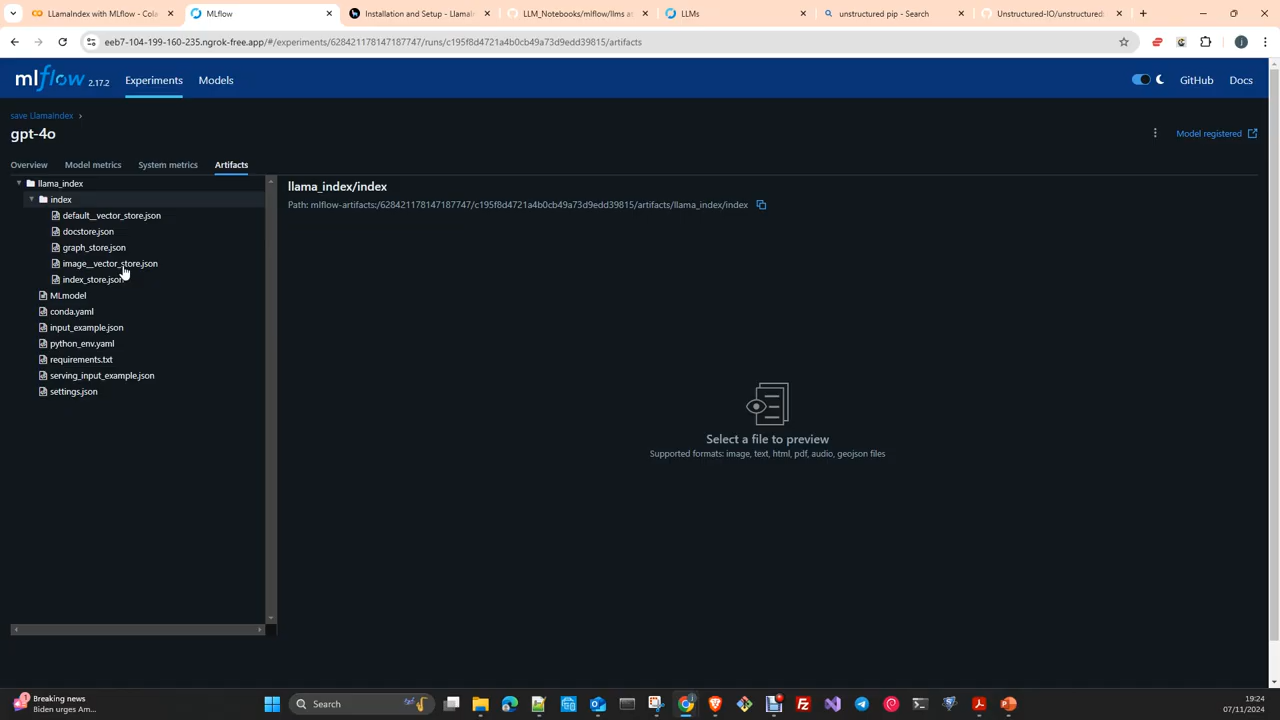 LLamaIndex with MLflow - Cola
MLflow
Installation and Setup - LlamaI
LLM_Notebooks/mlflow/llms as
LLMs
unstructured pip - Search
Unstructured-IO/unstructured:
eeb7-104-199-160-235.ngrok-free.app/#/experiments/628421178147187747/runs/c195f8d4721a4b0cb49a73d9edd39815/artifacts
mlflow 2.17.2 Experiments Models GitHub Docs
save LlamaIndex
gpt-4o
Model registered
Overview Model metrics System metrics Artifacts
llama_index
index
default__vector_store.json
docstore.json
graph_store.json
image__vector_store.json
index_store.json
MLmodel
conda.yaml
input_example.json
python_env.yaml
requirements.txt
serving_input_example.json
settings.json
llama_index/index
Path: mlflow-artifacts:/628421178147187747/c195f8d4721a4b0cb49a73d9edd39815/artifacts/llama_index/index
Select a file to preview
Supported formats: image, text, html, pdf, audio, geojson files
1
Breaking news
Biden urges Am...
Search
19:24
07/11/2024